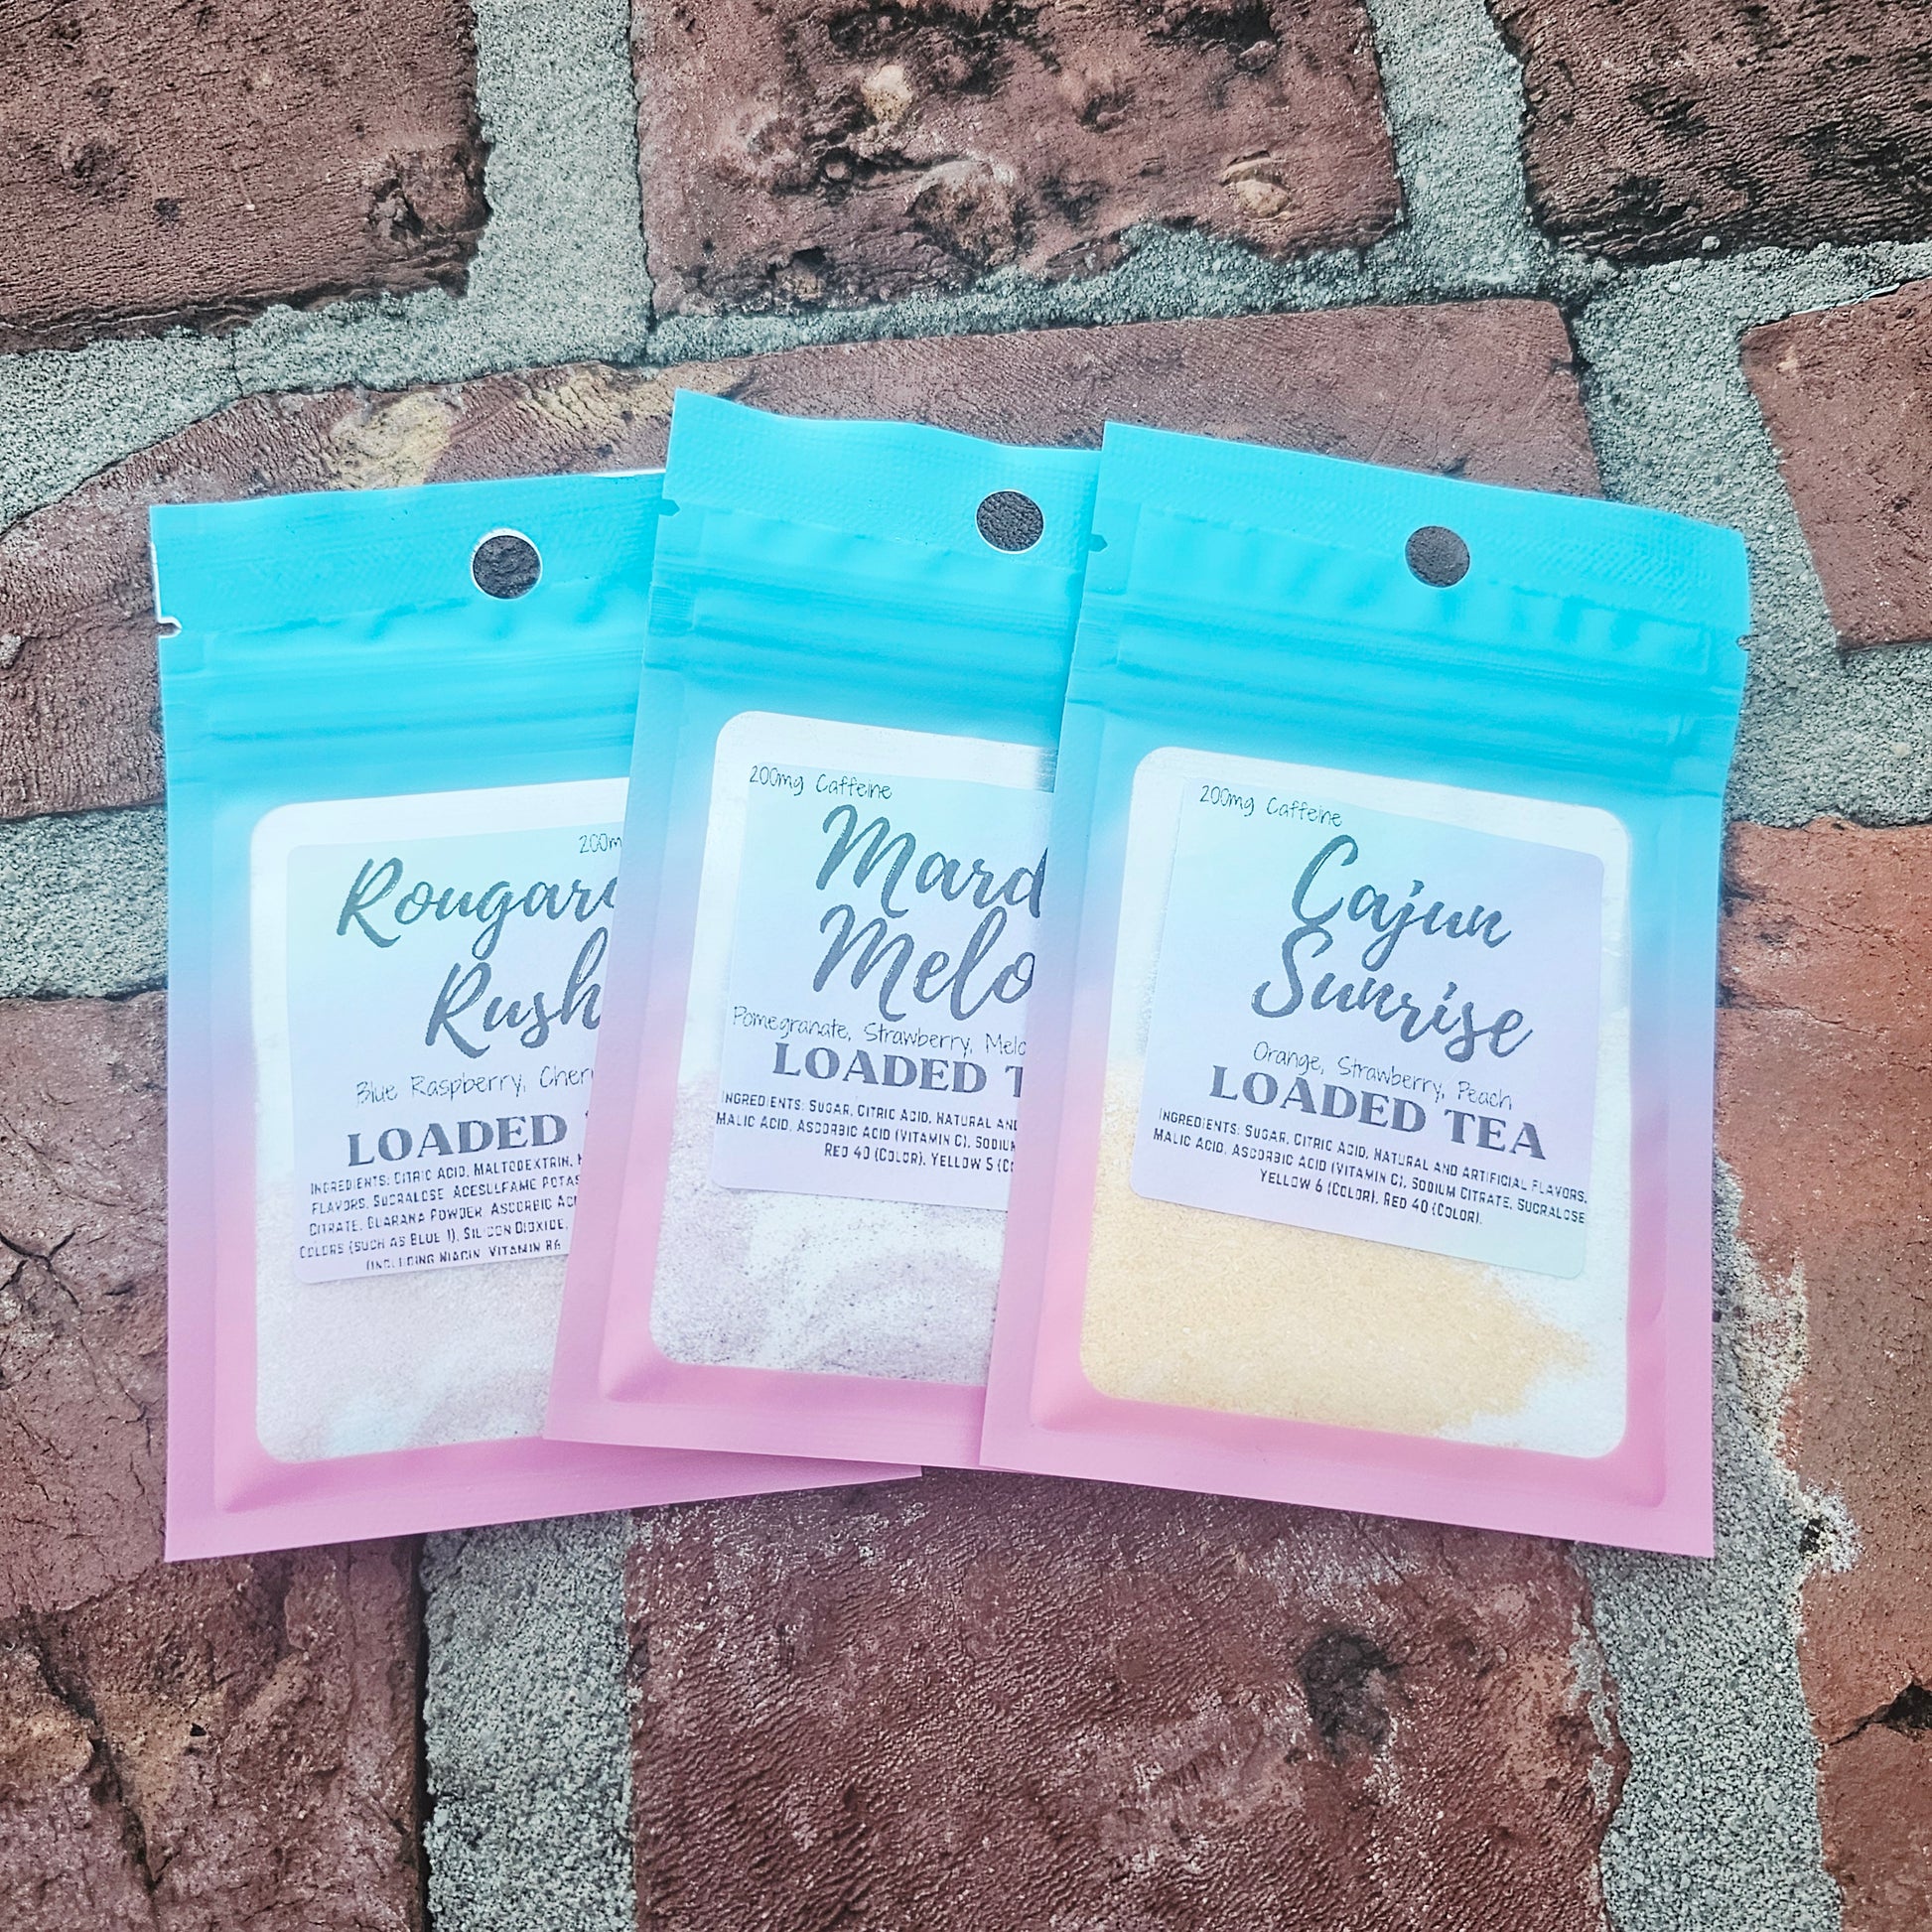 200m
Rougaro
Rush
Blue Raspberry, Cher
LOADED
INGREDIENTS: CITRIC ACID, MALTODEXTRIN,
FLAVORS, SUCRALOSE, ACESULFAME POTAS
CITRATE, GUARANA POWDER, ASCORBIC ACI
COLORS (SUCH AS BLUE 1), SILICON DIOXIDE,
(INCLUDING NIACIN, VITAMIN B6
200mg Caffeine
Mard
Melo
Pomegranate, Strawberry, Melo
LOADED T
INGREDIENTS: SUGAR, CITRIC ACID, NATURAL AND
MALIC ACID, ASCORBIC ACID (VITAMIN C), SODIUM
RED 40 (COLOR), YELLOW 5 (CO
200mg Caffeine
Cajun
Sunrise
Orange, Strawberry, Peach
LOADED TEA
INGREDIENTS: SUGAR, CITRIC ACID, NATURAL AND ARTIFICIAL FLAVORS,
MALIC ACID, ASCORBIC ACID (VITAMIN C), SODIUM CITRATE, SUCRALOSE
YELLOW 6 (COLOR), RED 40 (COLOR).